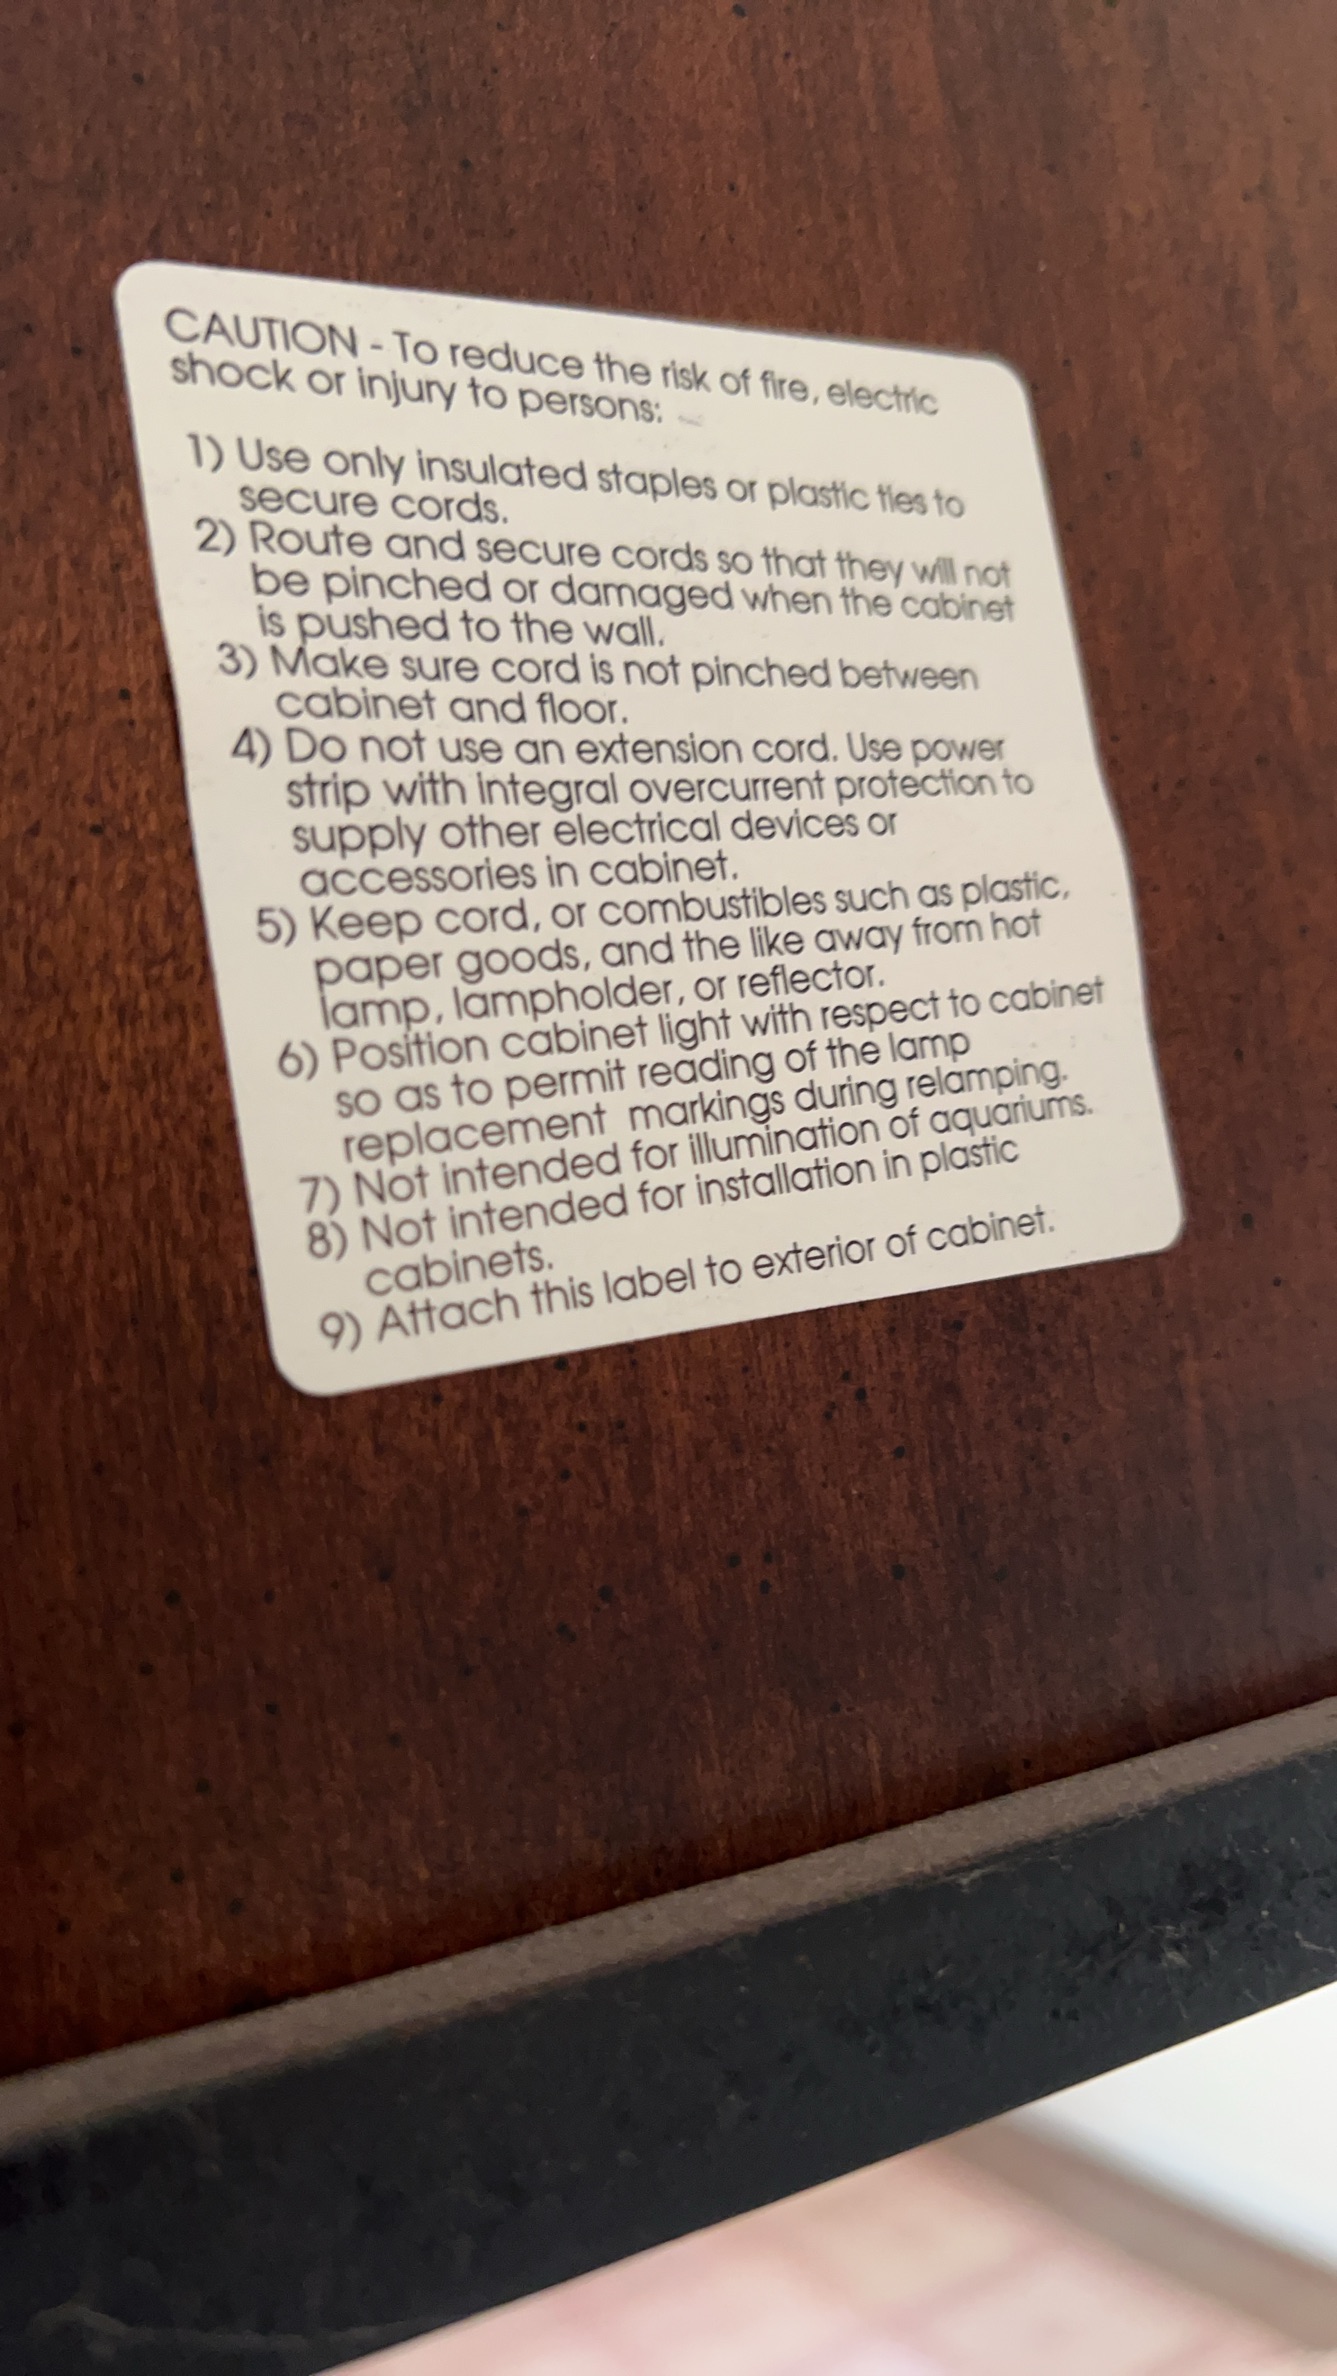 CAUTION - To reduce the risk of fire, electric
shock or injury to persons:
1) Use only insulated staples or plastic ties to
secure cords.
2) Route and secure cords so that they will not
be pinched or damaged when the cabinet
is pushed to the wall.
3) Make sure cord is not pinched between
cabinet and floor.
4) Do not use an extension cord. Use power
strip with integral overcurrent protection to
supply other electrical devices or
accessories in cabinet.
5) Keep cord, or combustibles such as plastic,
paper goods, and the like away from hot
lamp, lampholder, or reflector.
6) Position cabinet light with respect to cabinet
so as to permit reading of the lamp
replacement markings during relamping.
7) Not intended for illumination of aquariums.
8) Not intended for installation in plastic
cabinets.
9) Attach this label to exterior of cabinet.